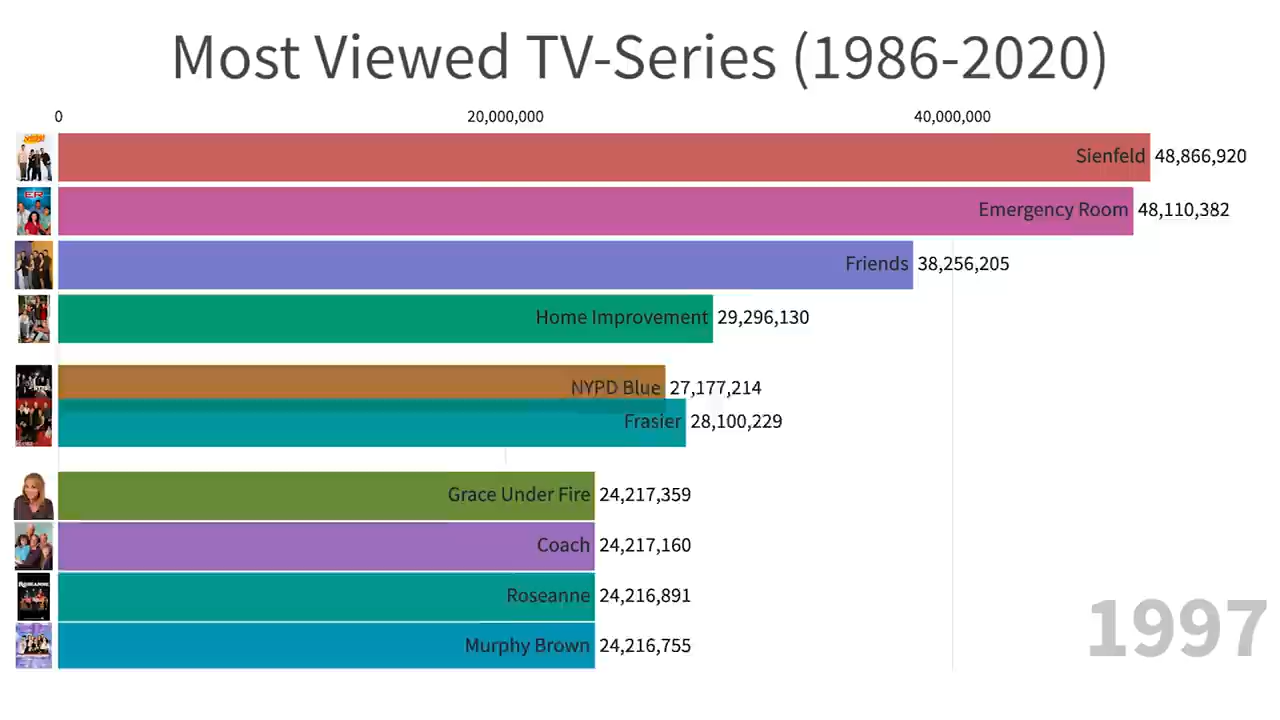 Most Viewed TV-Series (1986-2020)
0 20,000,000 40,000,000
Sienfeld 48,866,920
ER
Emergency Room 48,110,382
Friends 38,256,205
Home Improvement 29,296,130
NYPD Blue 27,177,214
Frasier 28,100,229
Grace Under Fire 24,217,359
Coach 24,217,160
ROSEANNE
Roseanne 24,216,891
Murphy Brown 24,216,755
1997